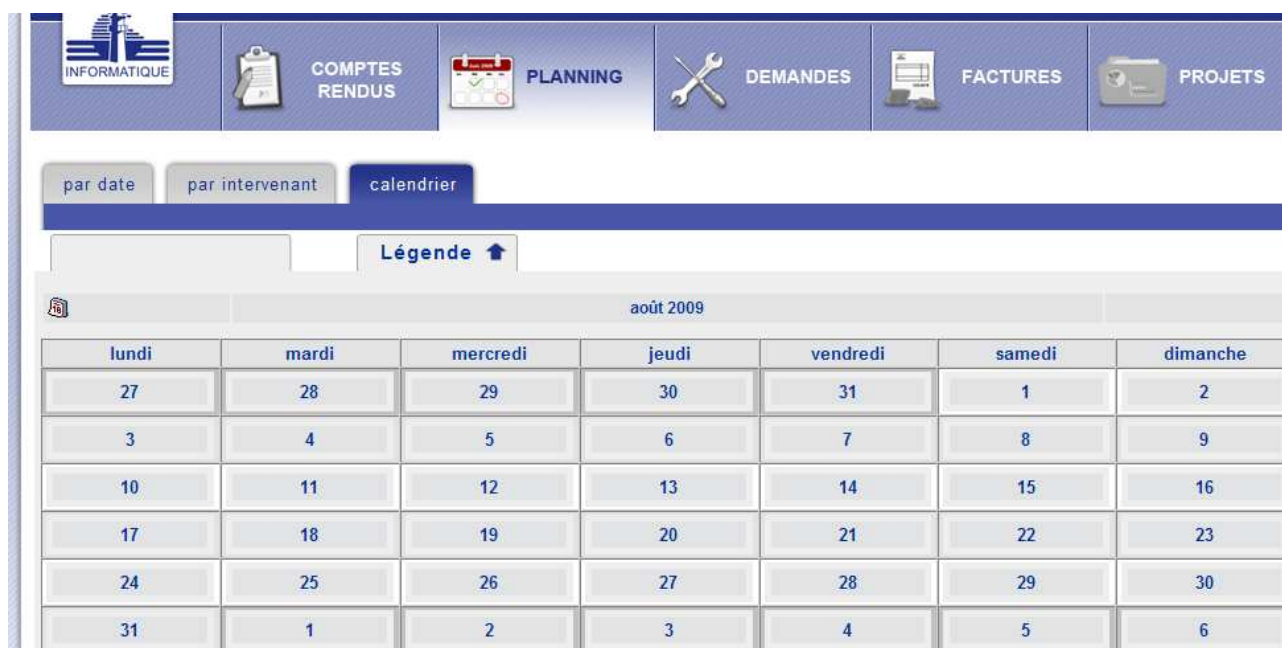 INFORMATIQUE
COMPTES
RENDUS
PLANNING
DEMANDES
FACTURES
PROJETS
par date par intervenant calendrier
Légende
août 2009
lundi mardi mercredi jeudi vendredi samedi dimanche
27 28 29 30 31 1 2
3 4 5 6 7 8 9
10 11 12 13 14 15 16
17 18 19 20 21 22 23
24 25 26 27 28 29 30
31 1 2 3 4 5 6